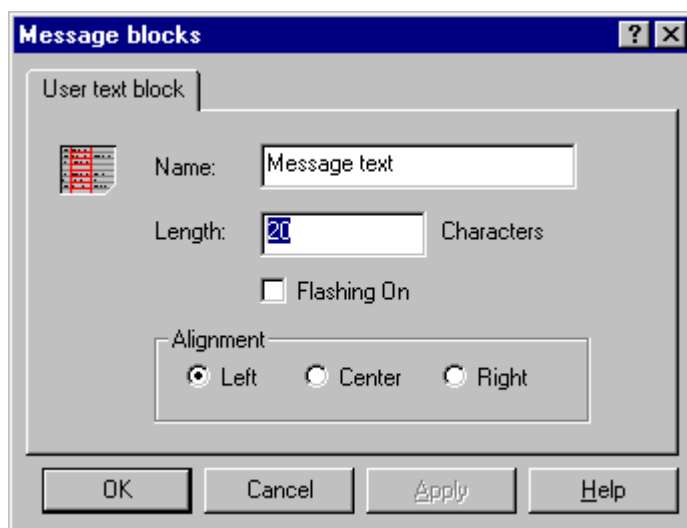 Message blocks
User text block
Name: Message text
Length: 20 Characters
Flashing On
Alignment
Left Center Right
OK Cancel Apply Help